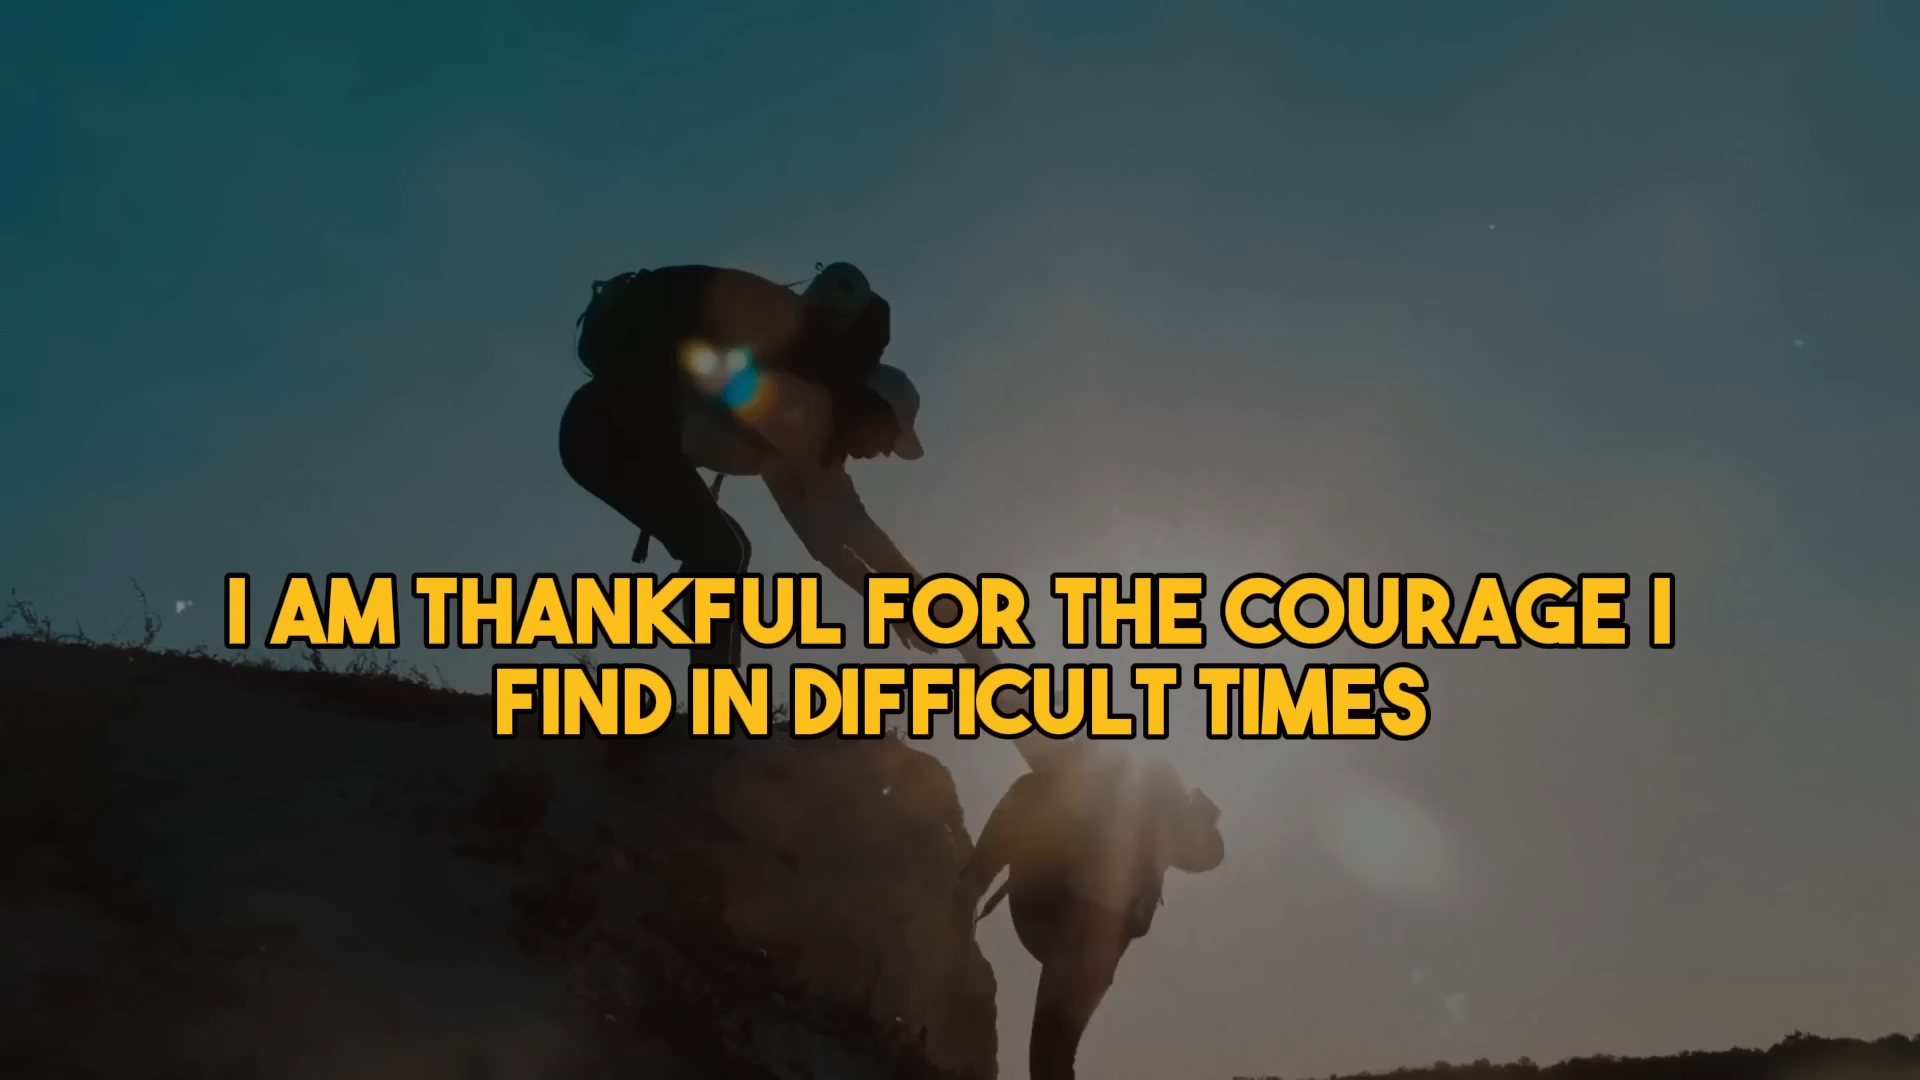 I AM THANKFUL FOR THE COURAGE I
FIND IN DIFFICULT TIMES